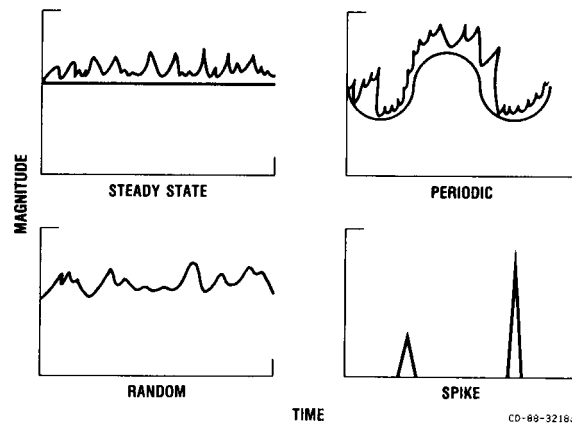 STEADY STATE
PERIODIC
MAGNITUDE
RANDOM
SPIKE
TIME